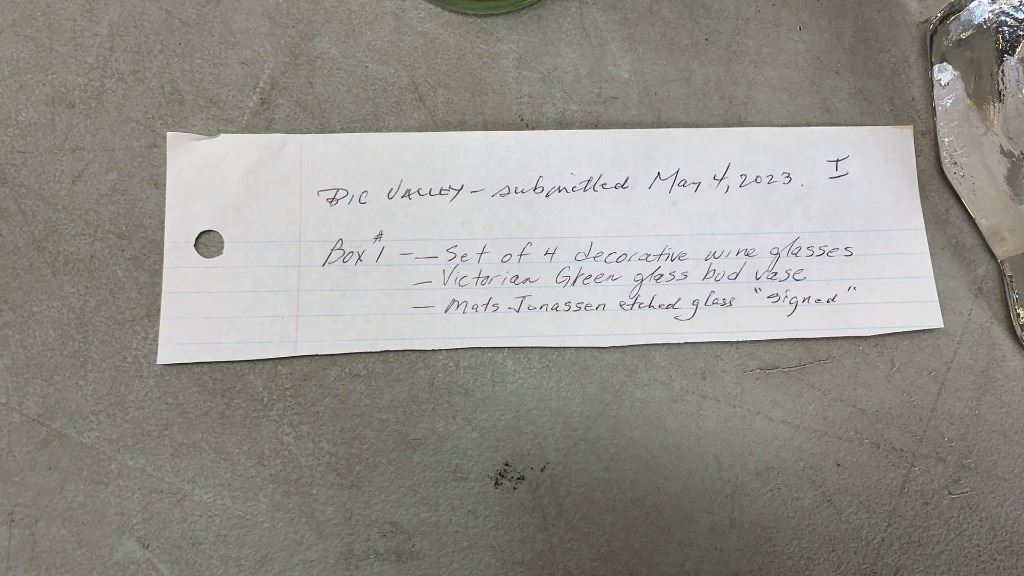 BIG VALLEY - submitted May 4, 2023. I
Box #1 - - Set of 4 decorative wine glasses
- Victorian Green glass bud vase
- Mats Jonassen etched glass "signed"